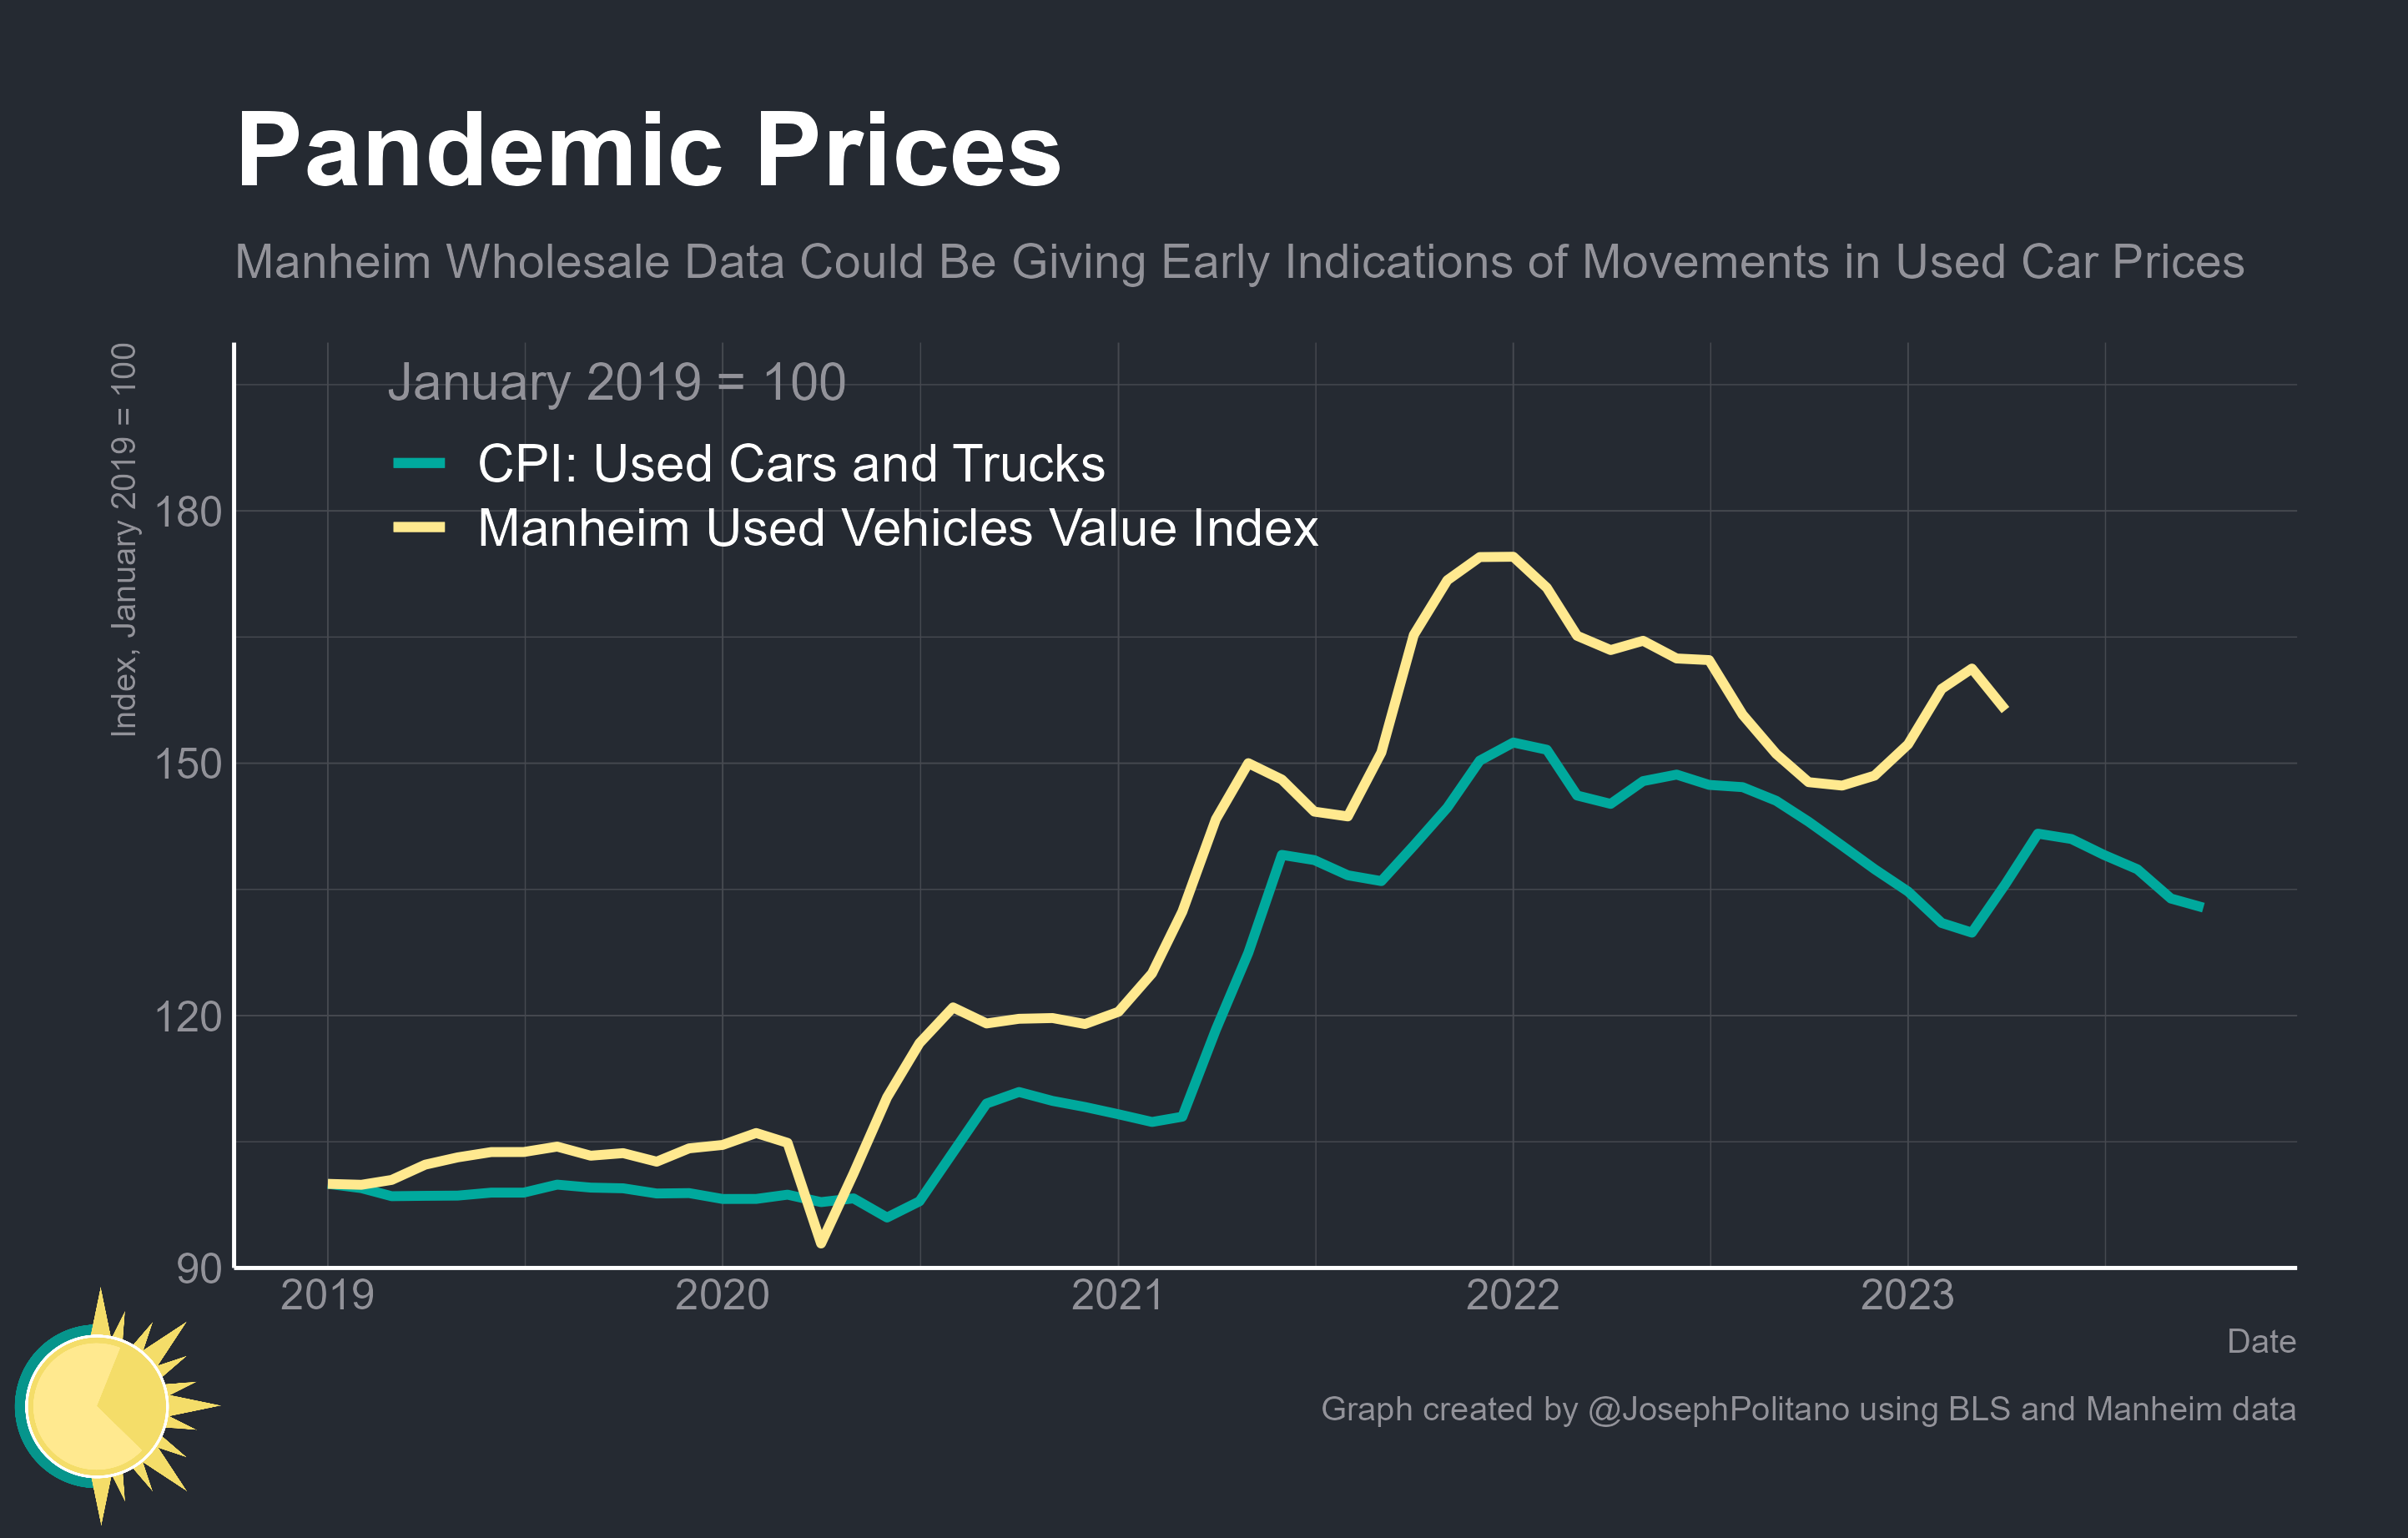 Pandemic Prices
Manheim Wholesale Data Could Be Giving Early Indications of Movements in Used Car Prices
Index, January 2019 = 100
January 2019 = 100
CPI: Used Cars and Trucks
Manheim Used Vehicles Value Index
180
150
120
90
2019
2020
2021
2022
2023
Date
Graph created by @JosephPolitano using BLS and Manheim data